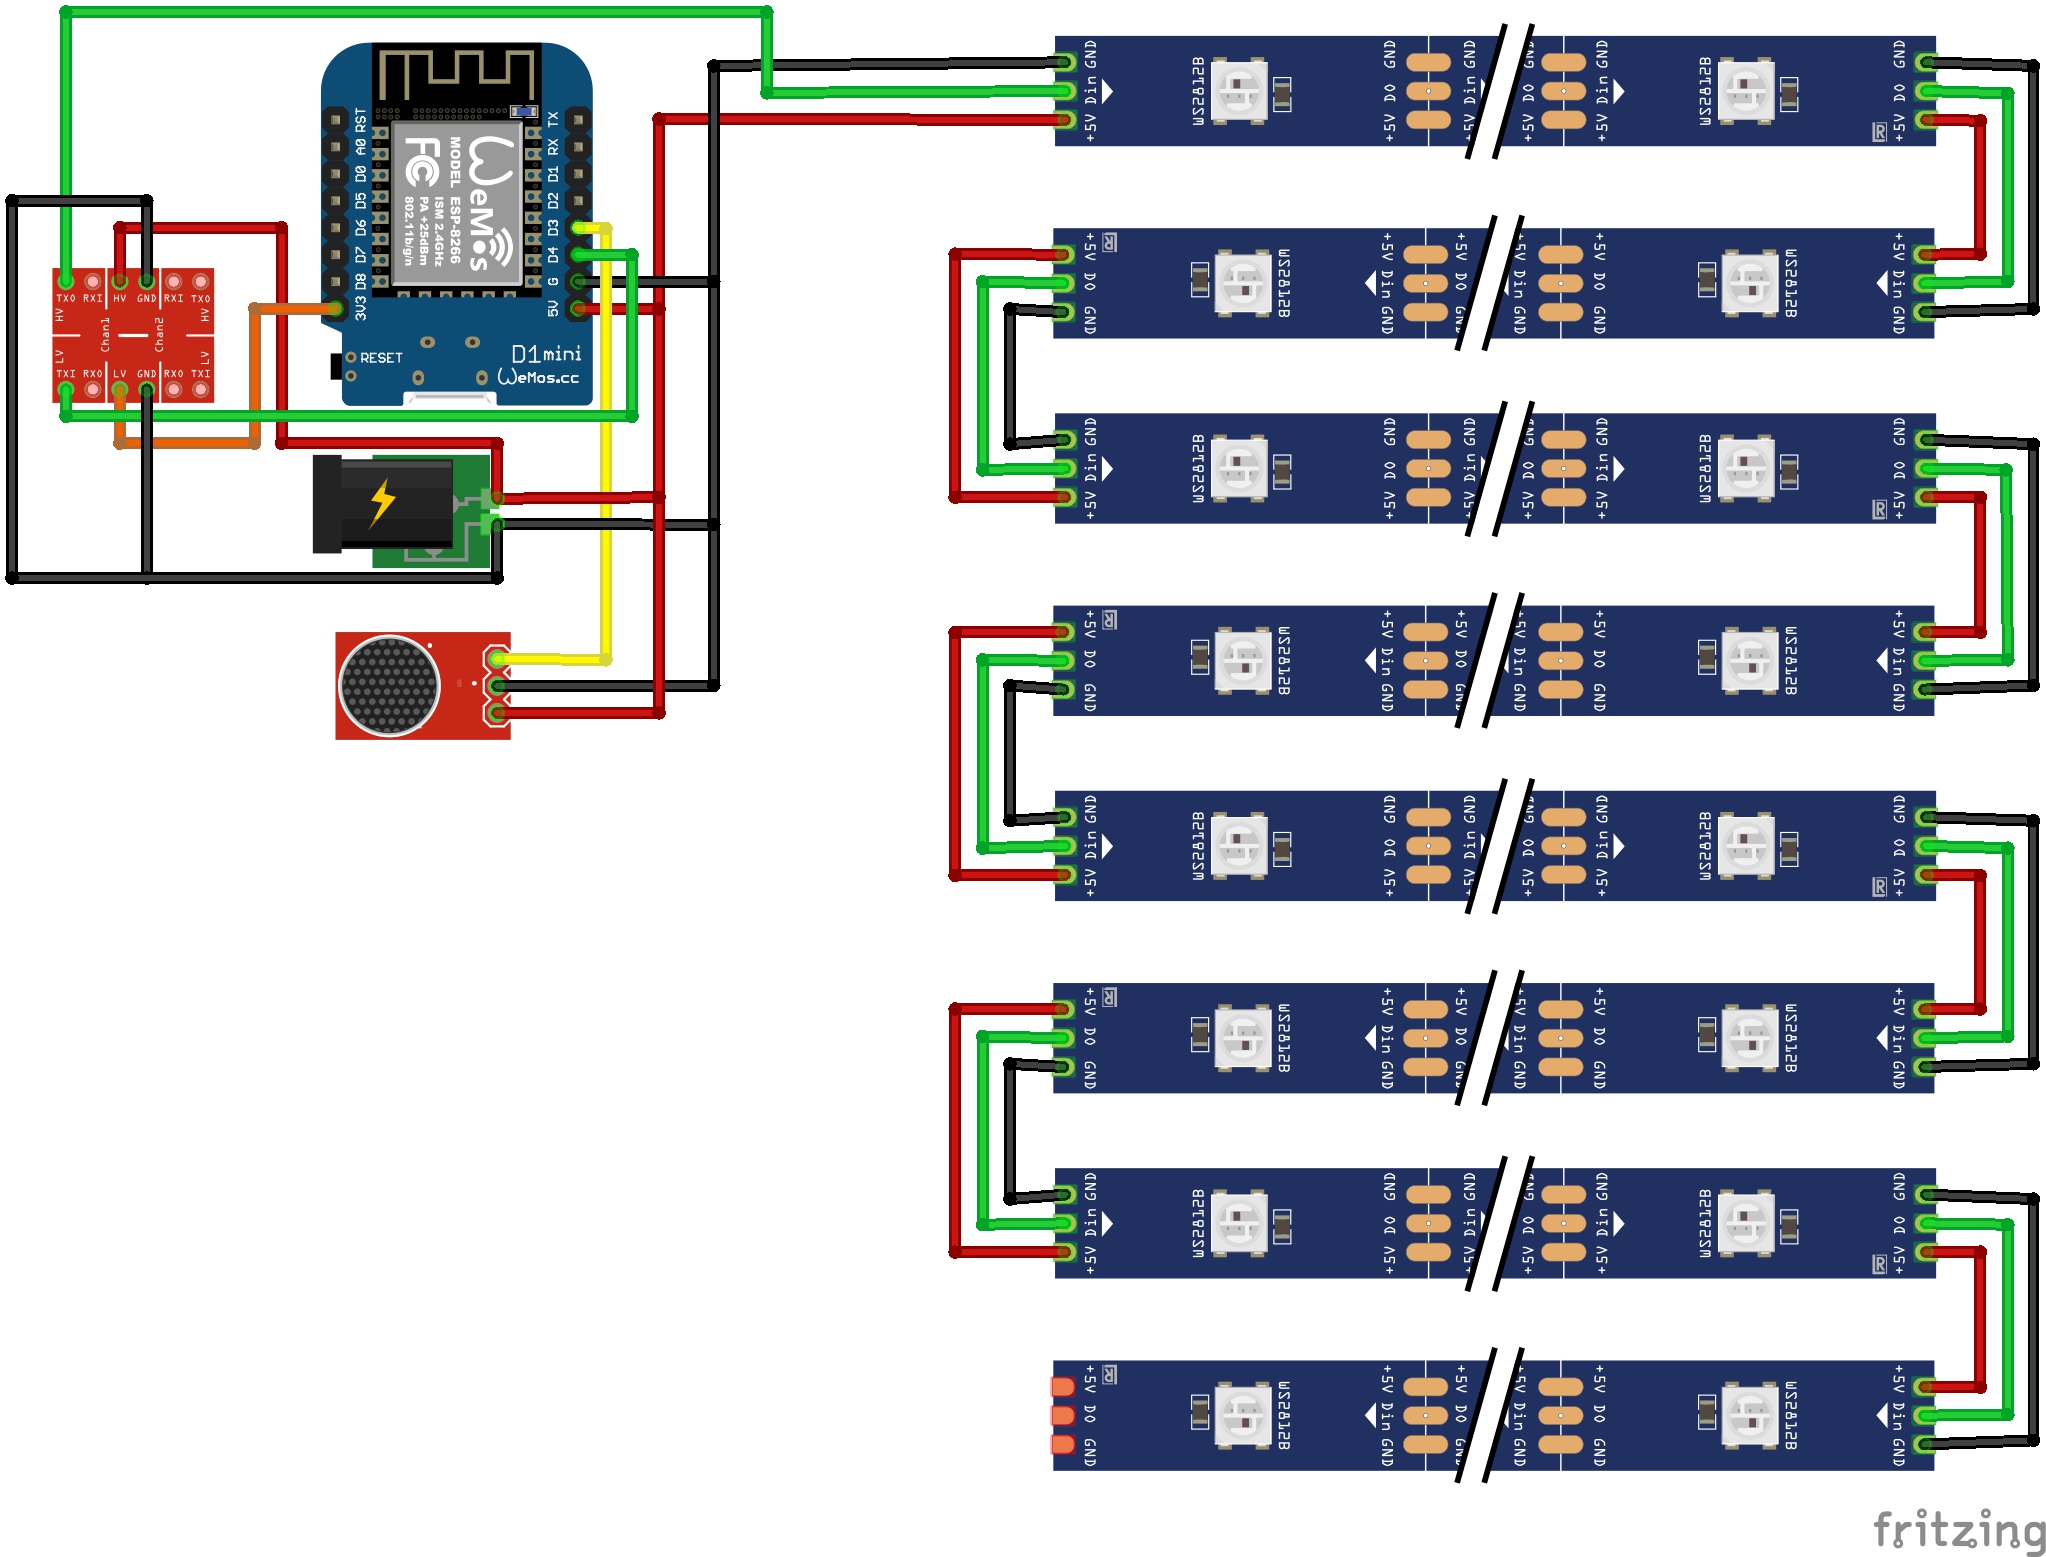 RST
A0
D0
D5
D6
D7
D8
3V3
TX
RX
D1
D2
D3
D4
G
5V
WeMos
MODEL ESP-8266
ISM 2.4GHz
PA +25dBm
802.11b/g/n
FC
RESET
D1mini
WeMos.cc
TXO RXI HV GND RXI TXO
HV
HV
Chan1
Chan2
LV
LV
TXI RXO LV GND RXO TXI
GND Din +5V
WS2812B
GND DO +5V
GND Din +5V
GND DO +5V
GND Din +5V
WS2812B
GND DO +5V
+5V DO GND
WS2812B
+5V Din GND
+5V DO GND
+5V Din GND
+5V DO GND
WS2812B
+5V Din GND
GND Din +5V
WS2812B
GND DO +5V
GND Din +5V
GND DO +5V
GND Din +5V
WS2812B
GND DO +5V
+5V DO GND
WS2812B
+5V Din GND
+5V DO GND
+5V Din GND
+5V DO GND
WS2812B
+5V Din GND
GND Din +5V
WS2812B
GND DO +5V
GND Din +5V
GND DO +5V
GND Din +5V
WS2812B
GND DO +5V
+5V DO GND
WS2812B
+5V Din GND
+5V DO GND
+5V Din GND
+5V DO GND
WS2812B
+5V Din GND
GND Din +5V
WS2812B
GND DO +5V
GND Din +5V
GND DO +5V
GND Din +5V
WS2812B
GND DO +5V
+5V DO GND
WS2812B
+5V Din GND
+5V DO GND
+5V Din GND
+5V DO GND
WS2812B
+5V Din GND
fritzing